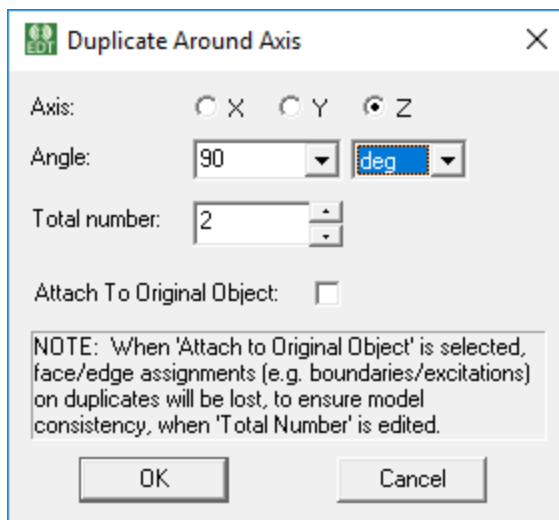 EDT Duplicate Around Axis
Axis: X Y Z
Angle: 90 deg
Total number: 2
Attach To Original Object:
NOTE: When 'Attach to Original Object' is selected,
face/edge assignments (e.g. boundaries/excitations)
on duplicates will be lost, to ensure model
consistency, when 'Total Number' is edited.
OK Cancel